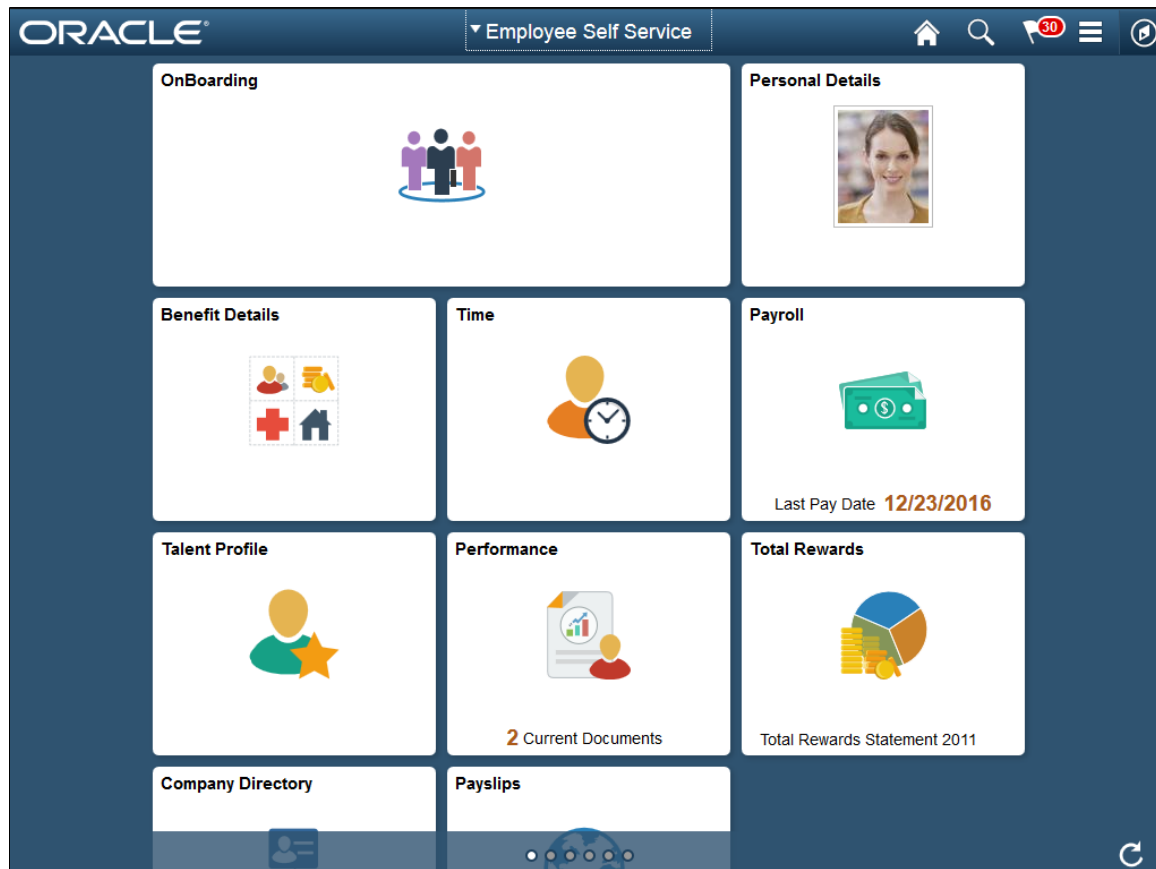 ORACLE®
Employee Self Service
30
OnBoarding
Personal Details
Benefit Details
Time
Payroll
$
Last Pay Date 12/23/2016
Talent Profile
Performance
Total Rewards
2 Current Documents
Total Rewards Statement 2011
Company Directory
Payslips